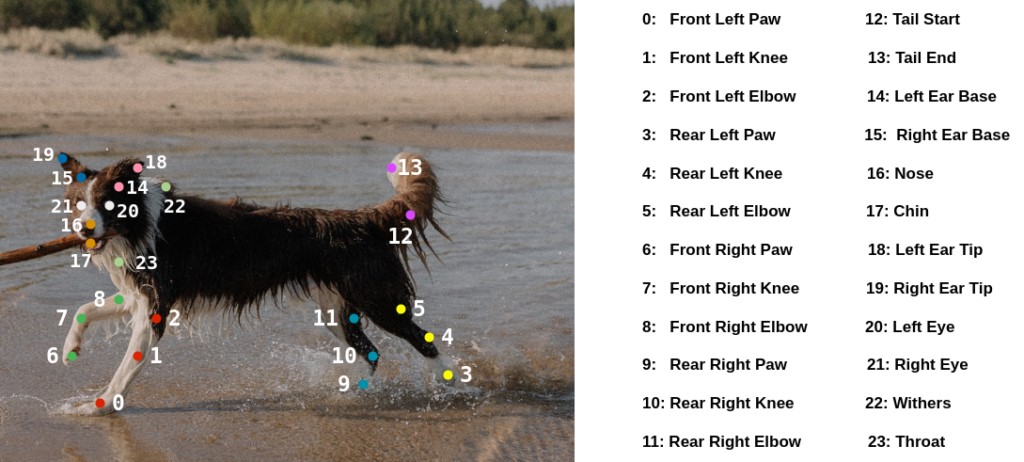 19
18
15
14
21
20
22
16
17
23
13
12
8
7
2
6
1
0
11
5
10
4
9
3
0: Front Left Paw
1: Front Left Knee
2: Front Left Elbow
3: Rear Left Paw
4: Rear Left Knee
5: Rear Left Elbow
6: Front Right Paw
7: Front Right Knee
8: Front Right Elbow
9: Rear Right Paw
10: Rear Right Knee
11: Rear Right Elbow
12: Tail Start
13: Tail End
14: Left Ear Base
15: Right Ear Base
16: Nose
17: Chin
18: Left Ear Tip
19: Right Ear Tip
20: Left Eye
21: Right Eye
22: Withers
23: Throat